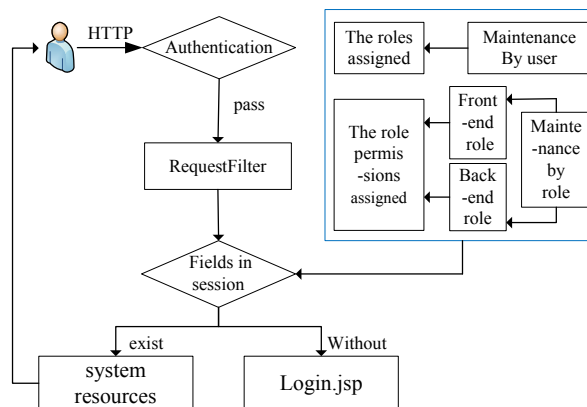 HTTP
Authentication
pass
RequestFilter
Fields in
session
exist
Without
system
resources
Login.jsp
The roles
assigned
Maintenance
By user
The role
permis
-sions
assigned
Front
-end
role
Back
-end
role
Mainte
-nance
by
role